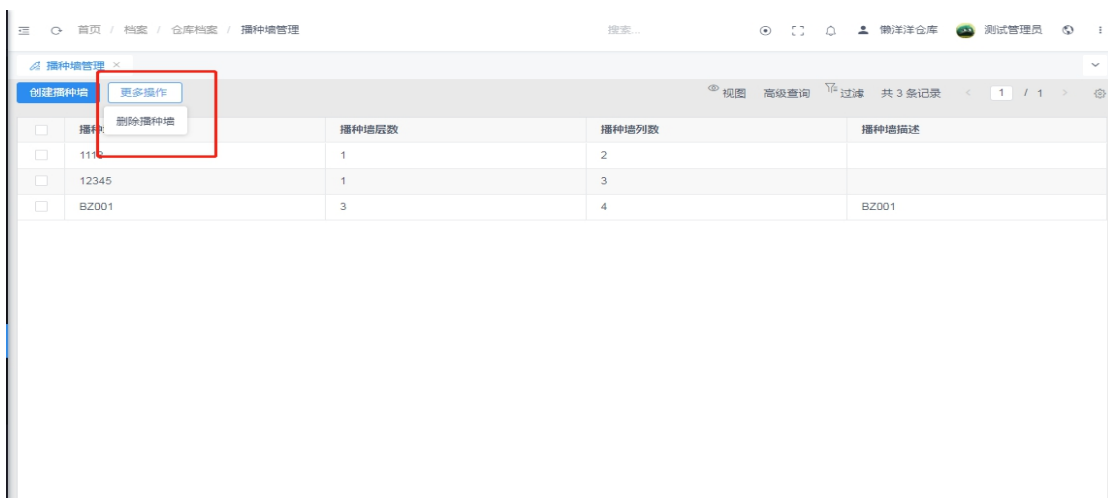 首页 / 档案 / 仓库档案 / 播种墙管理 搜索... 懒洋洋仓库 测试管理员
播种墙管理 ×
创建播种墙 更多操作 视图 高级查询 过滤 共 3 条记录 < 1 / 1 >
删除播种墙
播种 播种墙层数 播种墙列数 播种墙描述
111 1 2
12345 1 3
BZ001 3 4 BZ001